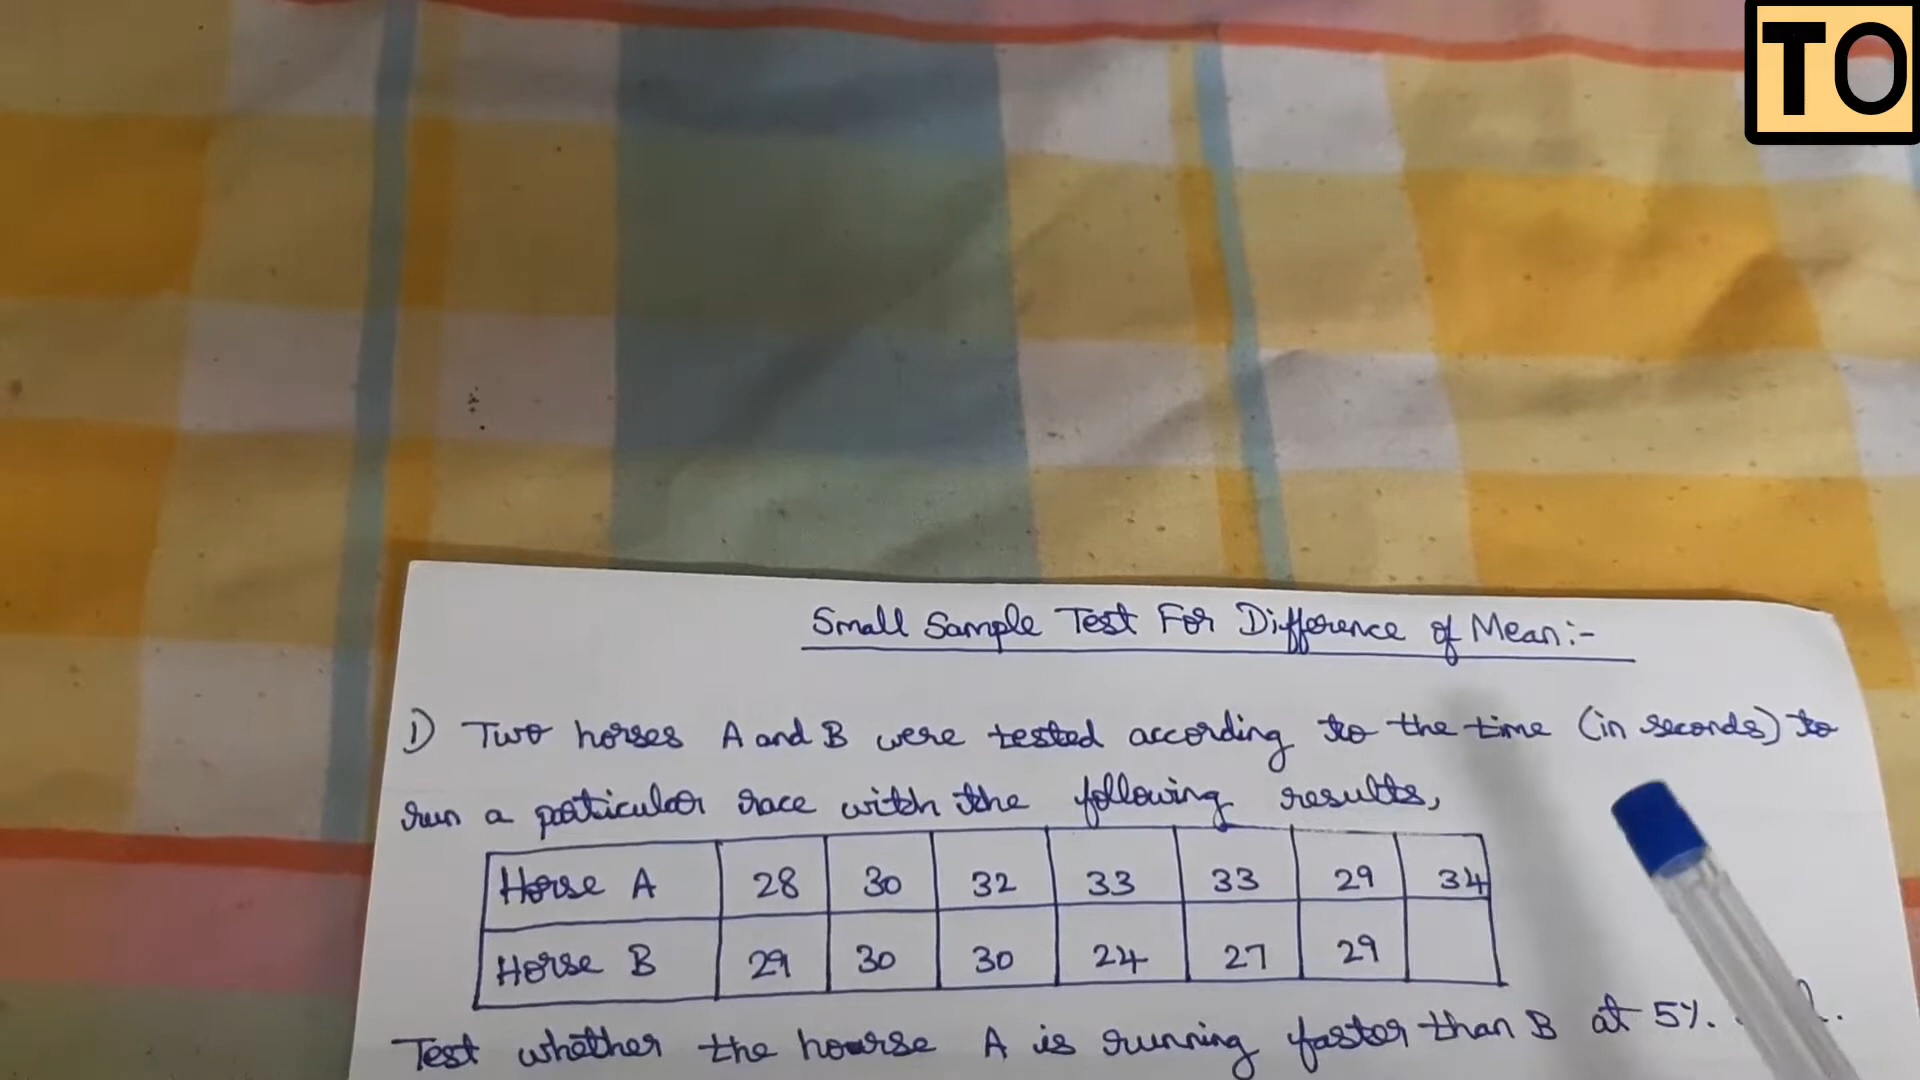 TO
Small Sample Test For Difference of Mean:-
1) Two horses A and B were tested according to the time (in seconds) to
run a particular race with the following results,
Horse A 28 30 32 33 33 29 34
Horse B 29 30 30 24 27 29
Test whether the hourse A is running faster than B at 5%.